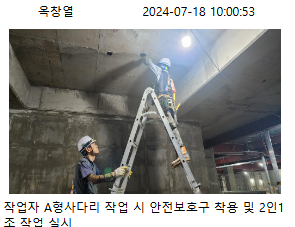 옥창열 2024-07-18 10:00:53
작업자 A형사다리 작업 시 안전보호구 착용 및 2인1
조 작업 실시